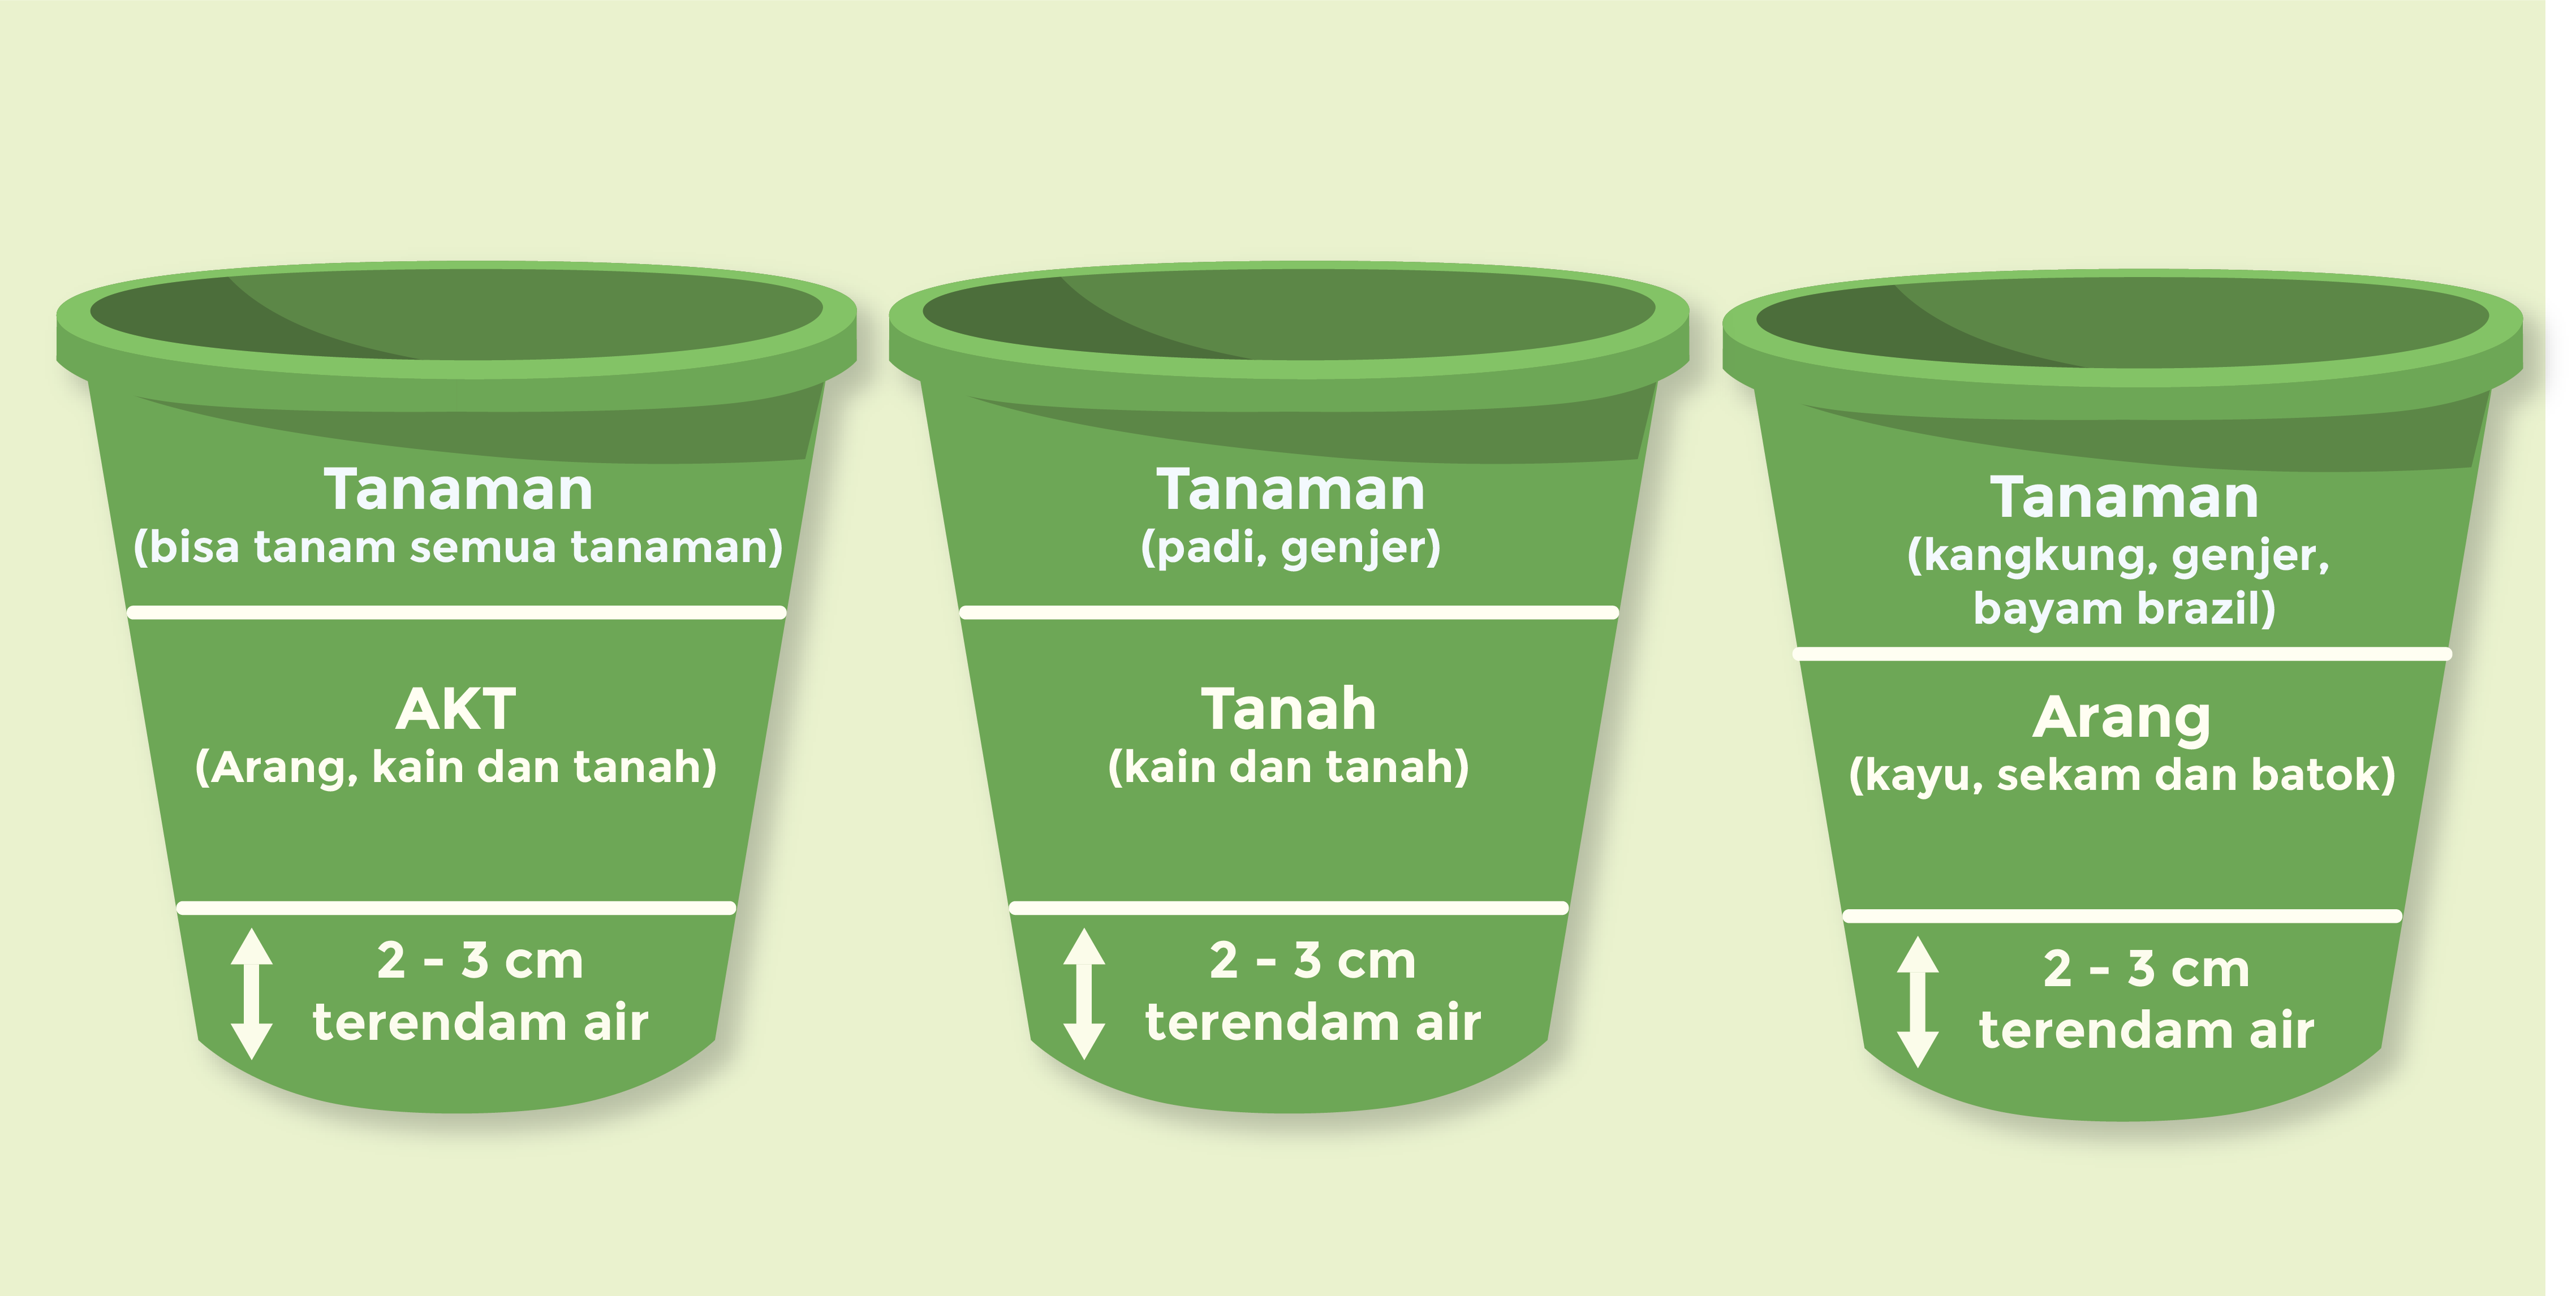 Tanaman
(bisa tanam semua tanaman)
AKT
(Arang, kain dan tanah)
2 - 3 cm
terendam air
Tanaman
(padi, genjer)
Tanah
(kain dan tanah)
2 - 3 cm
terendam air
Tanaman
(kangkung, genjer,
bayam brazil)
Arang
(kayu, sekam dan batok)
2 - 3 cm
terendam air